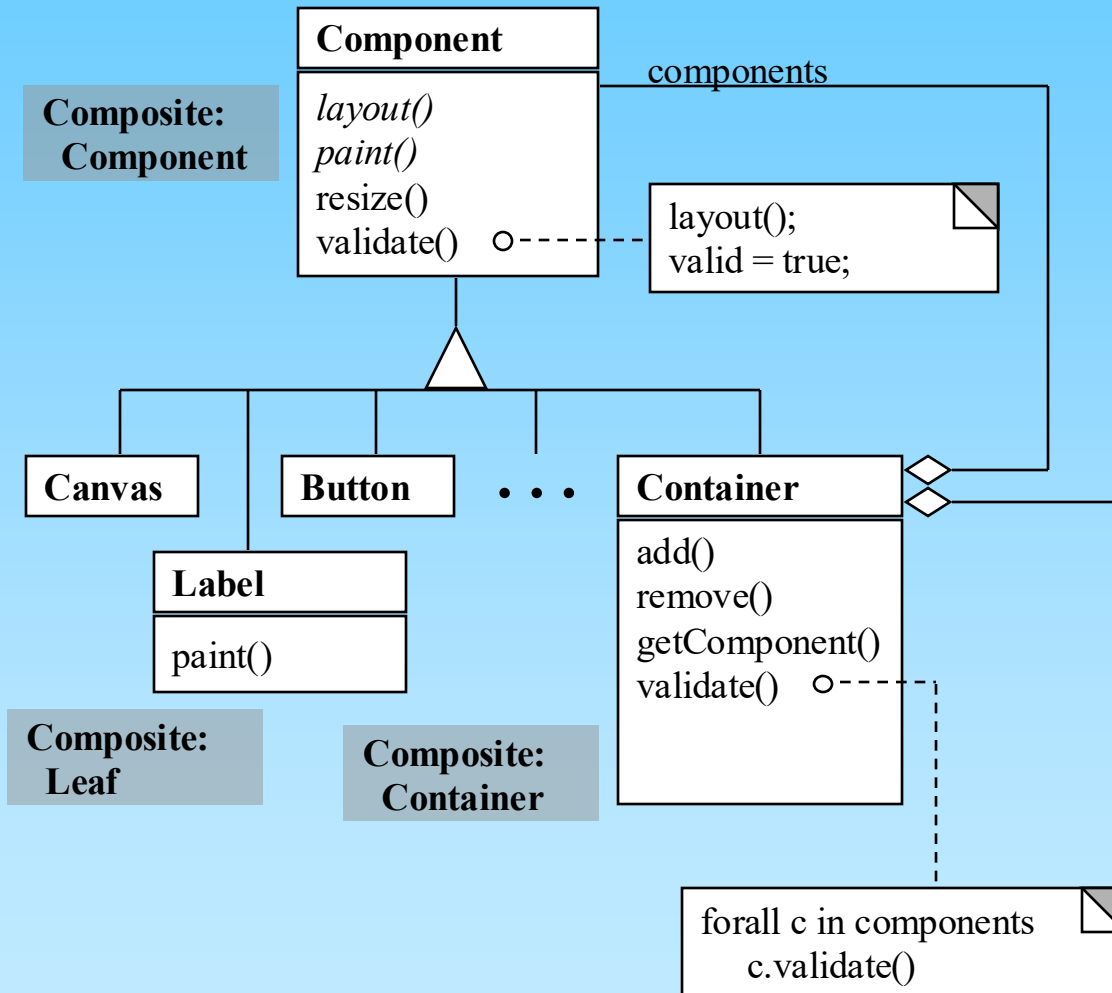 Component
components
Composite:
Component
layout()
paint()
resize()
validate()
layout();
valid = true;
Canvas
Button
. . .
Container
Label
paint()
add()
remove()
getComponent()
validate()
Composite:
Leaf
Composite:
Container
forall c in components
c.validate()